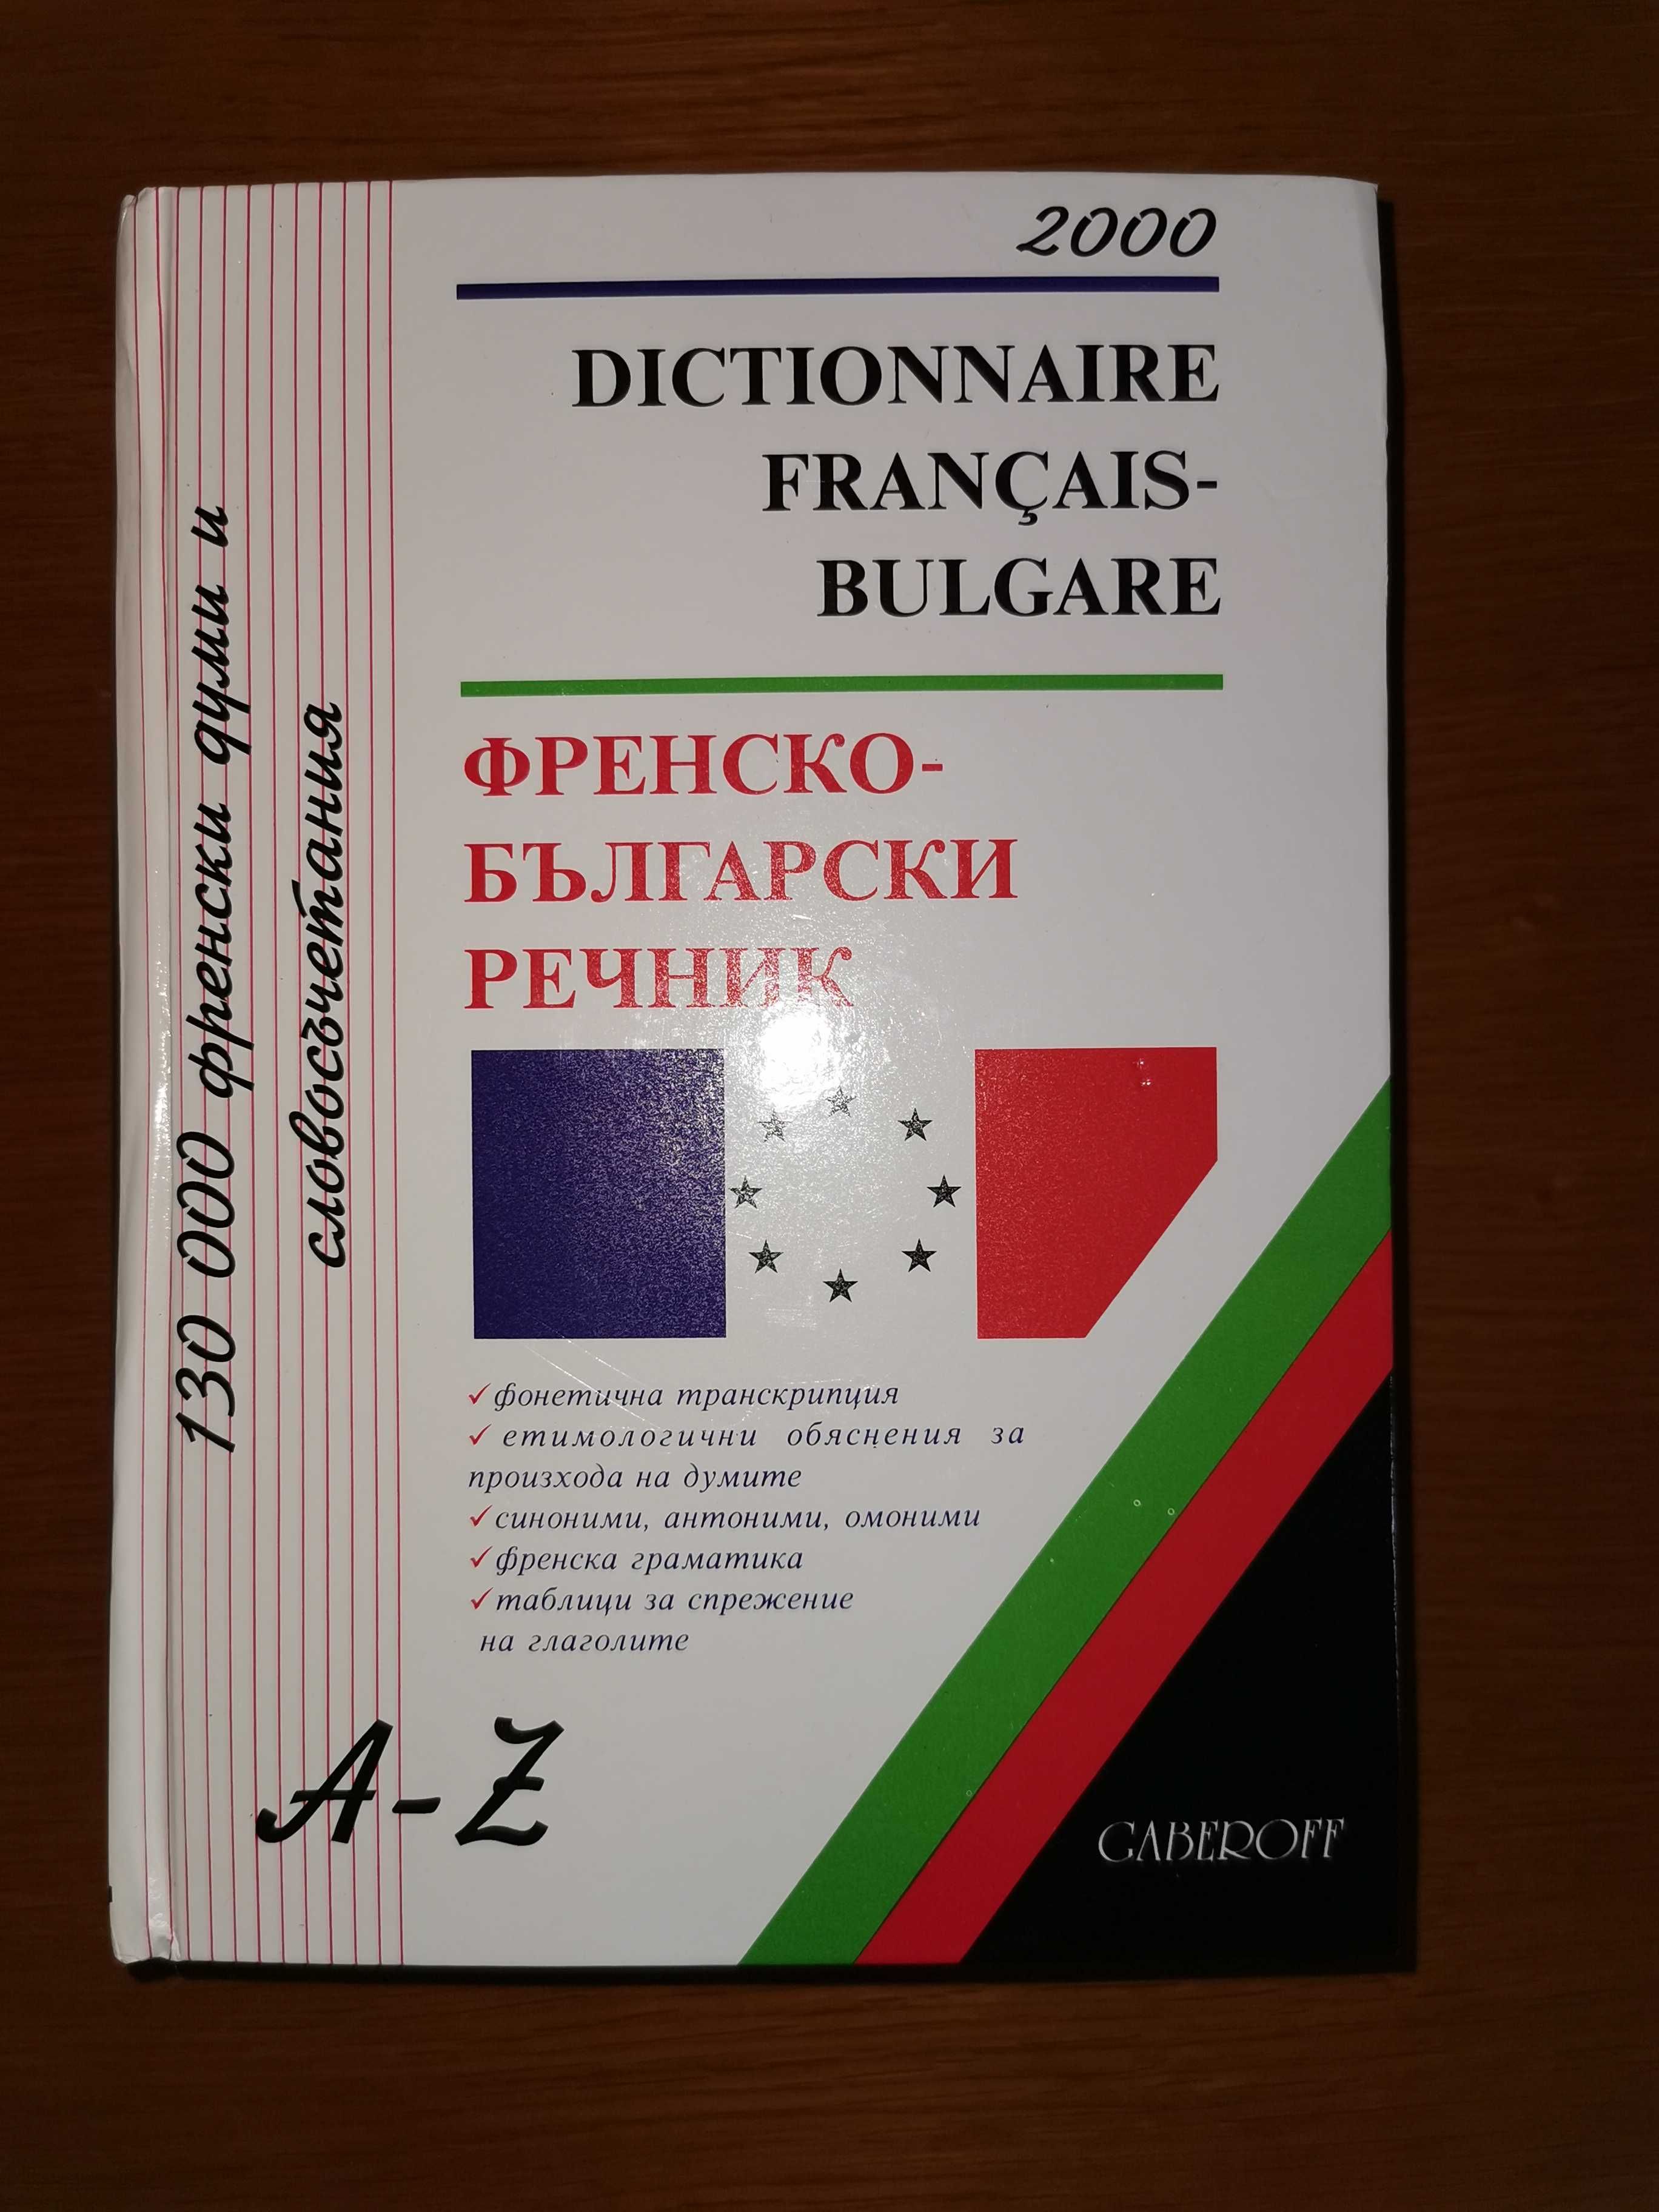 2000
DICTIONNAIRE
FRANÇAIS-
BULGARE
ФРЕНСКО-
БЪЛГАРСКИ
РЕЧНИК
130 000 френски думи и
словосъчетания
✓фонетична транскрипция
✓ етимологични обяснения за
произхода на думите
✓синоними, антоними, омоними
✓френска граматика
✓таблици за спрежение
на глаголите
A-Z
GABEROFF